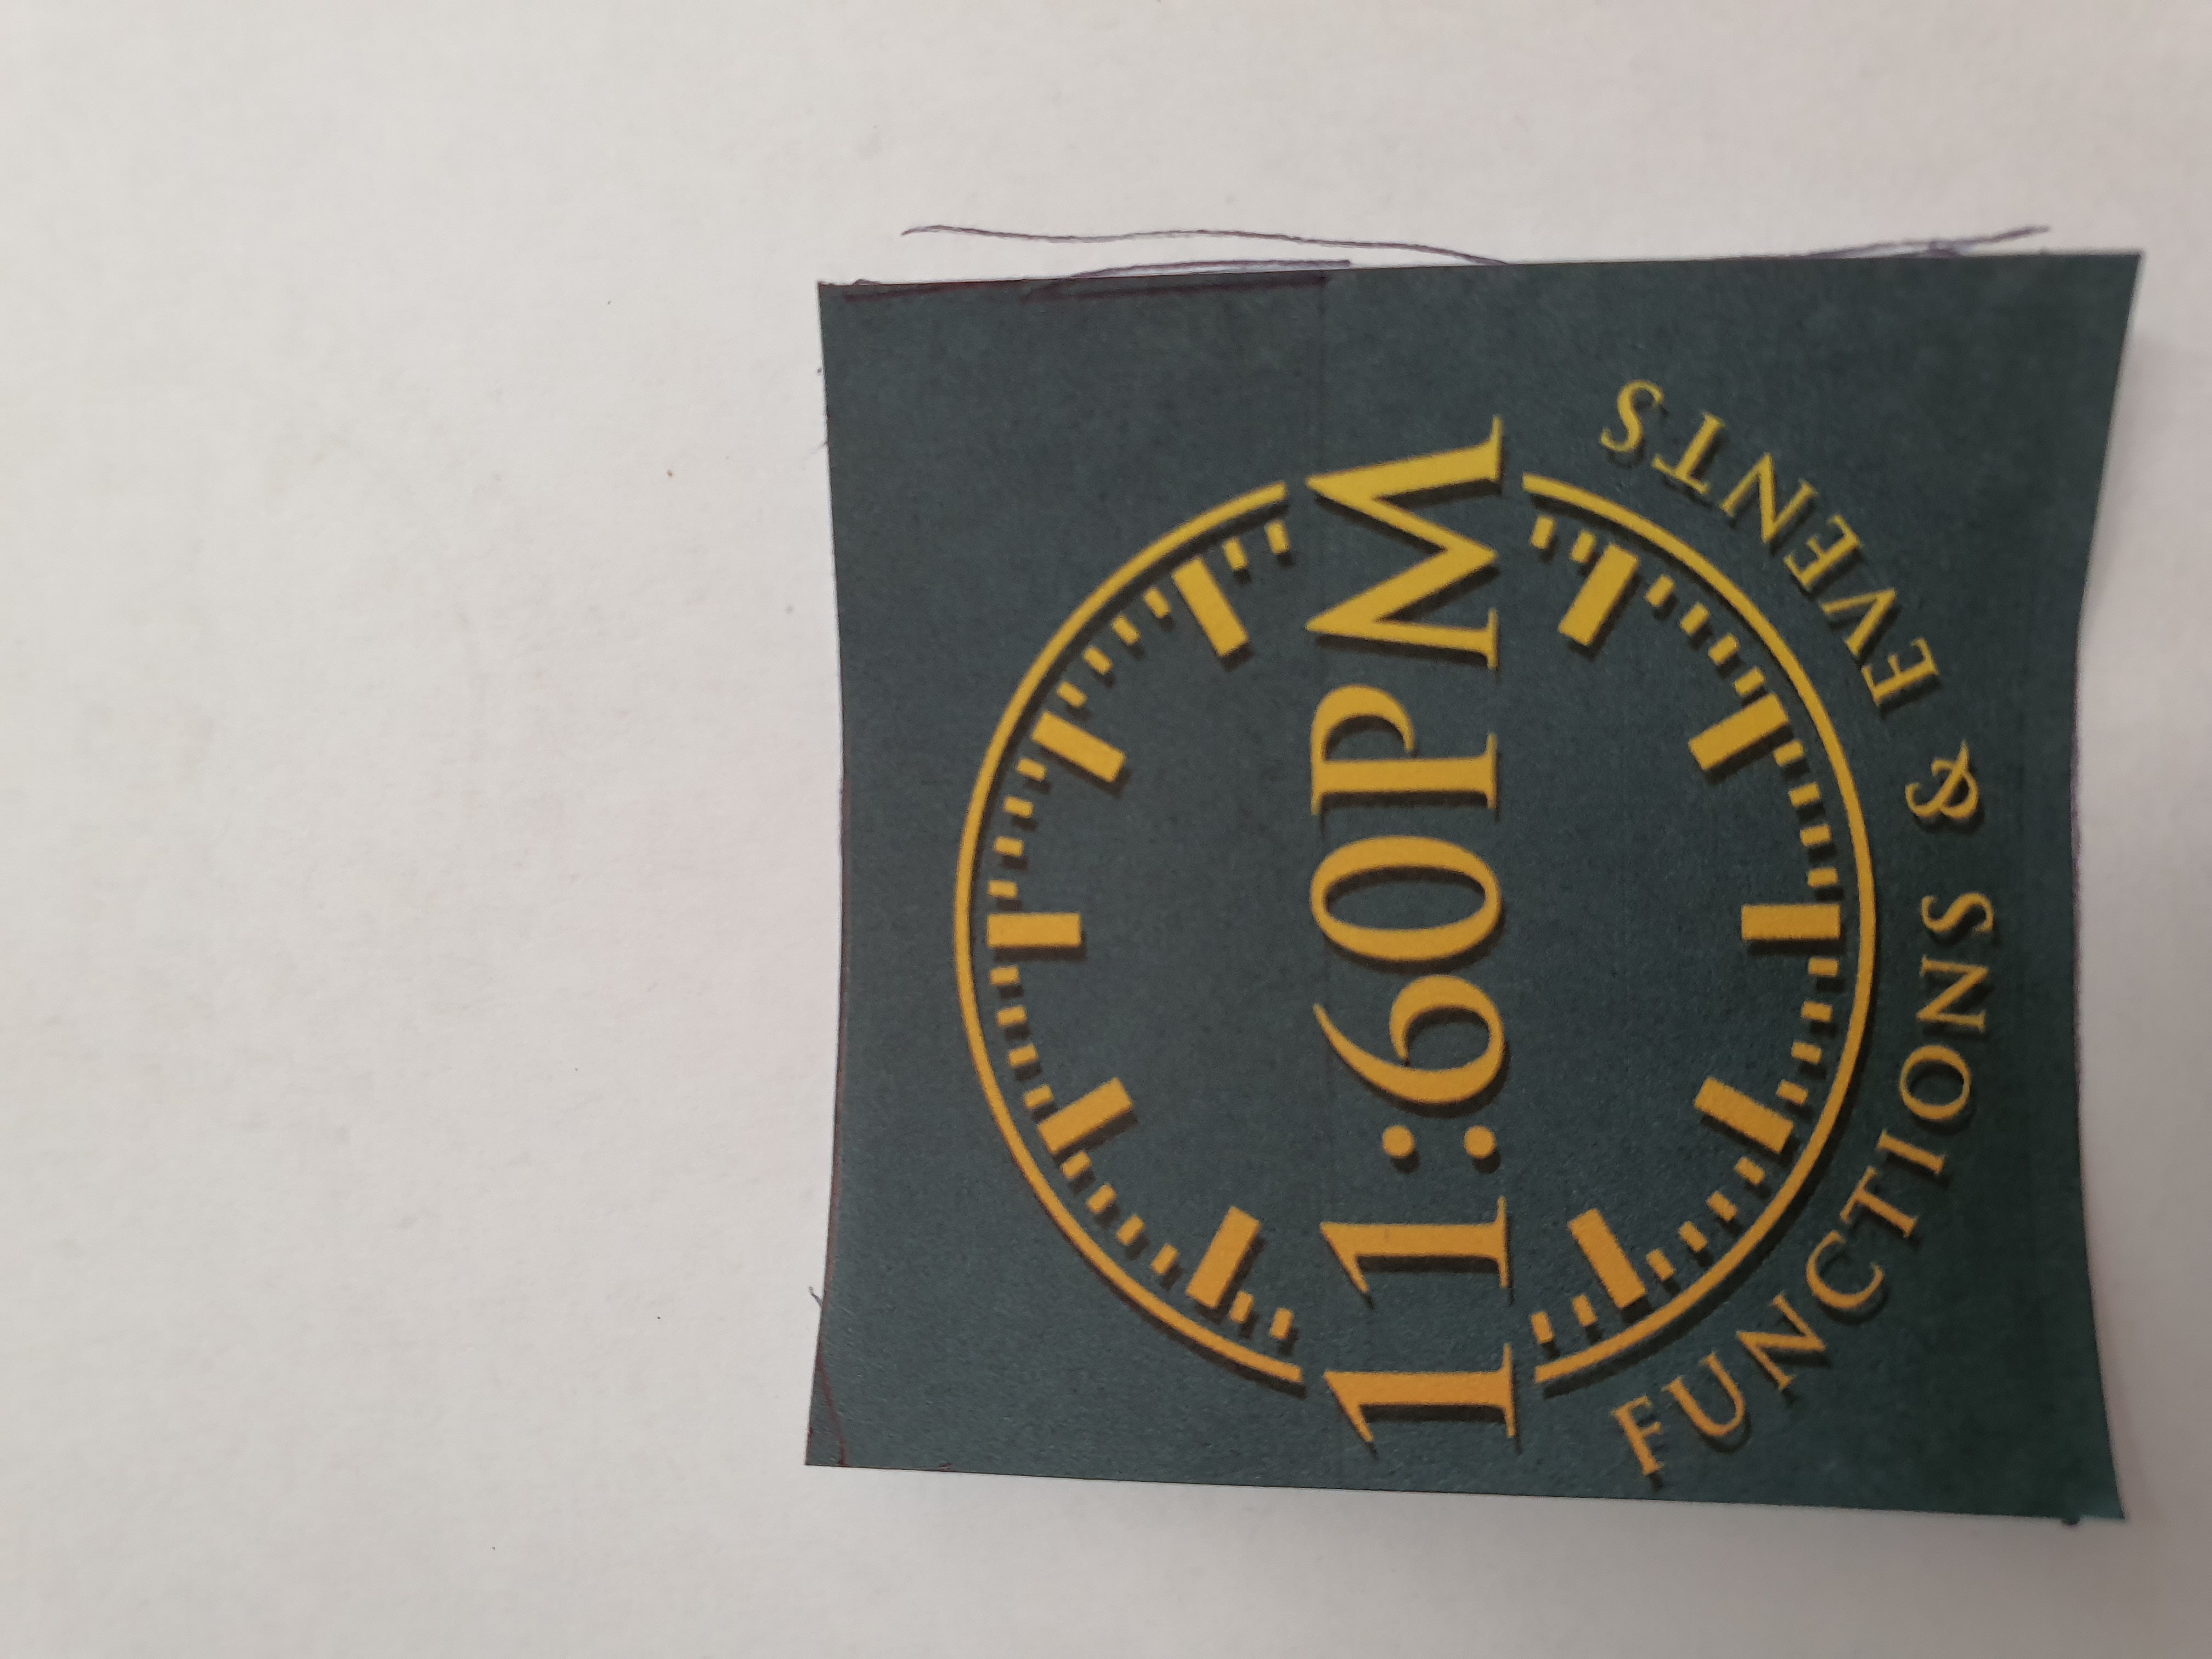 11:60PM
FUNCTIONS & EVENTS